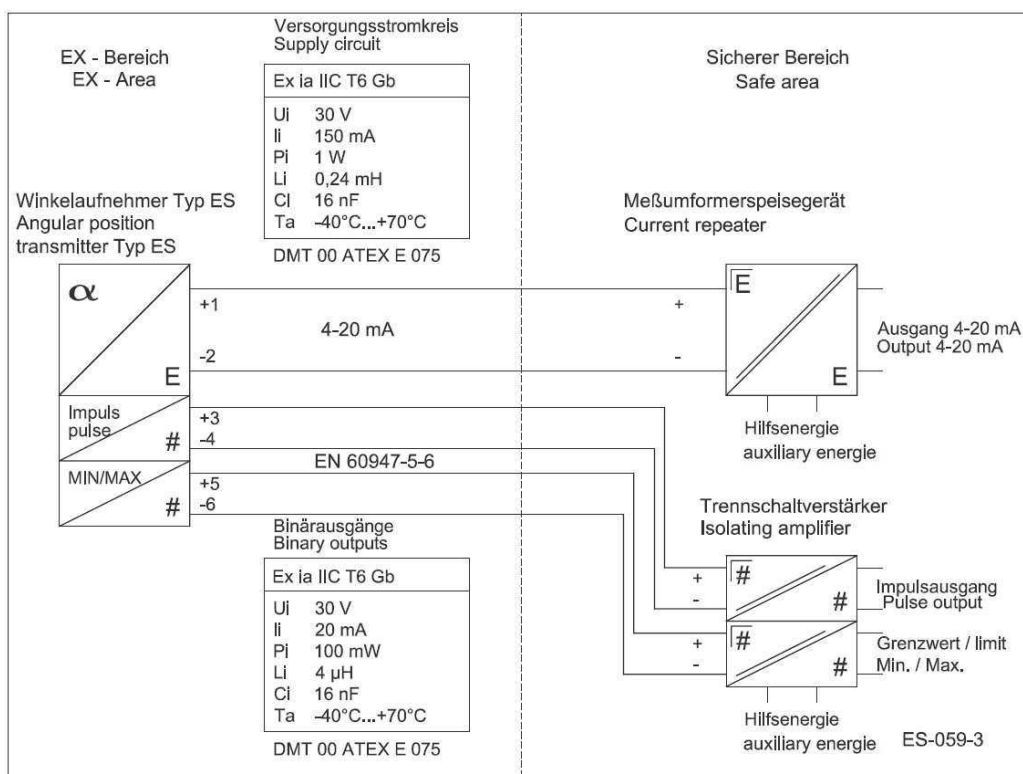 EX - Bereich
EX - Area
Versorgungsstromkreis
Supply circuit
Ex ia IIC T6 Gb
Ui 30 V
Ii 150 mA
Pi 1 W
Li 0,24 mH
CI 16 nF
Ta -40°C...+70°C
DMT 00 ATEX E 075
Sicherer Bereich
Safe area
Winkelaufnehmer Typ ES
Angular position
transmitter Typ ES
Meßumformerspeisegerät
Current repeater
α
E
+1
-2
4-20 mA
+
-
E
E
Ausgang 4-20 mA
Output 4-20 mA
Hilfsenergie
auxiliary energie
Impuls
pulse
#
+3
-4
EN 60947-5-6
MIN/MAX
#
+5
-6
Binärausgänge
Binary outputs
Ex ia IIC T6 Gb
Ui 30 V
Ii 20 mA
Pi 100 mW
Li 4 µH
Ci 16 nF
Ta -40°C...+70°C
DMT 00 ATEX E 075
Trennschaltverstärker
Isolating amplifier
+
-
#
#
Impulsausgang
Pulse output
+
-
#
#
Grenzwert / limit
Min. / Max.
Hilfsenergie
auxiliary energie
ES-059-3